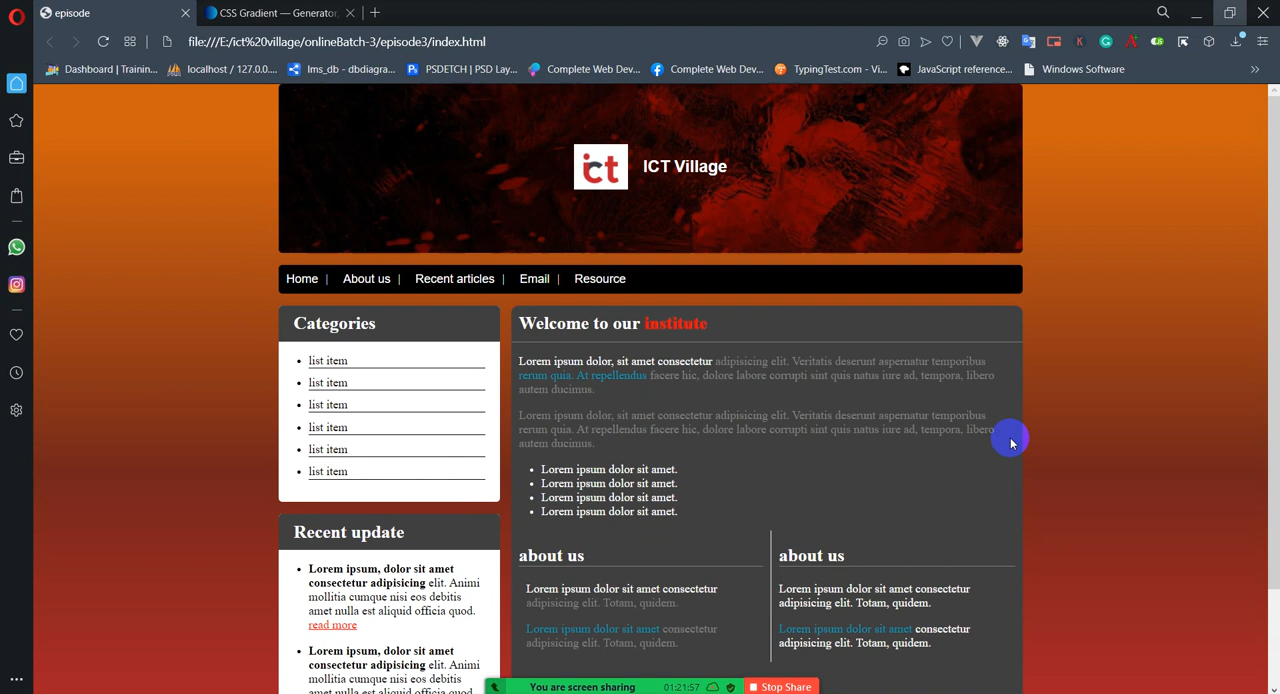 episode
CSS Gradient — Generator,
file:///E:/ict%20village/onlineBatch-3/episode3/index.html
Dashboard | Trainin...
localhost / 127.0....
lms_db - dbdiagra...
PSDETCH | PSD Lay...
Complete Web Dev...
Complete Web Dev...
TypingTest.com - Vi...
JavaScript reference...
Windows Software
ict
ICT Village
Home |
About us |
Recent articles |
Email |
Resource
Categories
list item
list item
list item
list item
list item
list item
Recent update
Lorem ipsum, dolor sit amet
consectetur adipisicing elit. Animi
mollitia cumque nisi eos debitis
amet nulla est aliquid officia quod.
read more
Lorem ipsum, dolor sit amet
consectetur adipisicing elit. Animi
mollitia cumque nisi eos debitis
Welcome to our institute
Lorem ipsum dolor, sit amet consectetur adipisicing elit. Veritatis deserunt aspernatur temporibus
rerum quia. At repellendus facere hic, dolore labore corrupti sint quis natus iure ad, tempora, libero
autem ducimus.
Lorem ipsum dolor, sit amet consectetur adipisicing elit. Veritatis deserunt aspernatur temporibus
rerum quia. At repellendus facere hic, dolore labore corrupti sint quis natus iure ad, tempora, libero
autem ducimus.
Lorem ipsum dolor sit amet.
Lorem ipsum dolor sit amet.
Lorem ipsum dolor sit amet.
Lorem ipsum dolor sit amet.
about us
Lorem ipsum dolor sit amet consectetur
adipisicing elit. Totam, quidem.
Lorem ipsum dolor sit amet consectetur
adipisicing elit. Totam, quidem.
about us
Lorem ipsum dolor sit amet consectetur
adipisicing elit. Totam, quidem.
Lorem ipsum dolor sit amet consectetur
adipisicing elit. Totam, quidem.
You are screen sharing
01:21:57
Stop Share